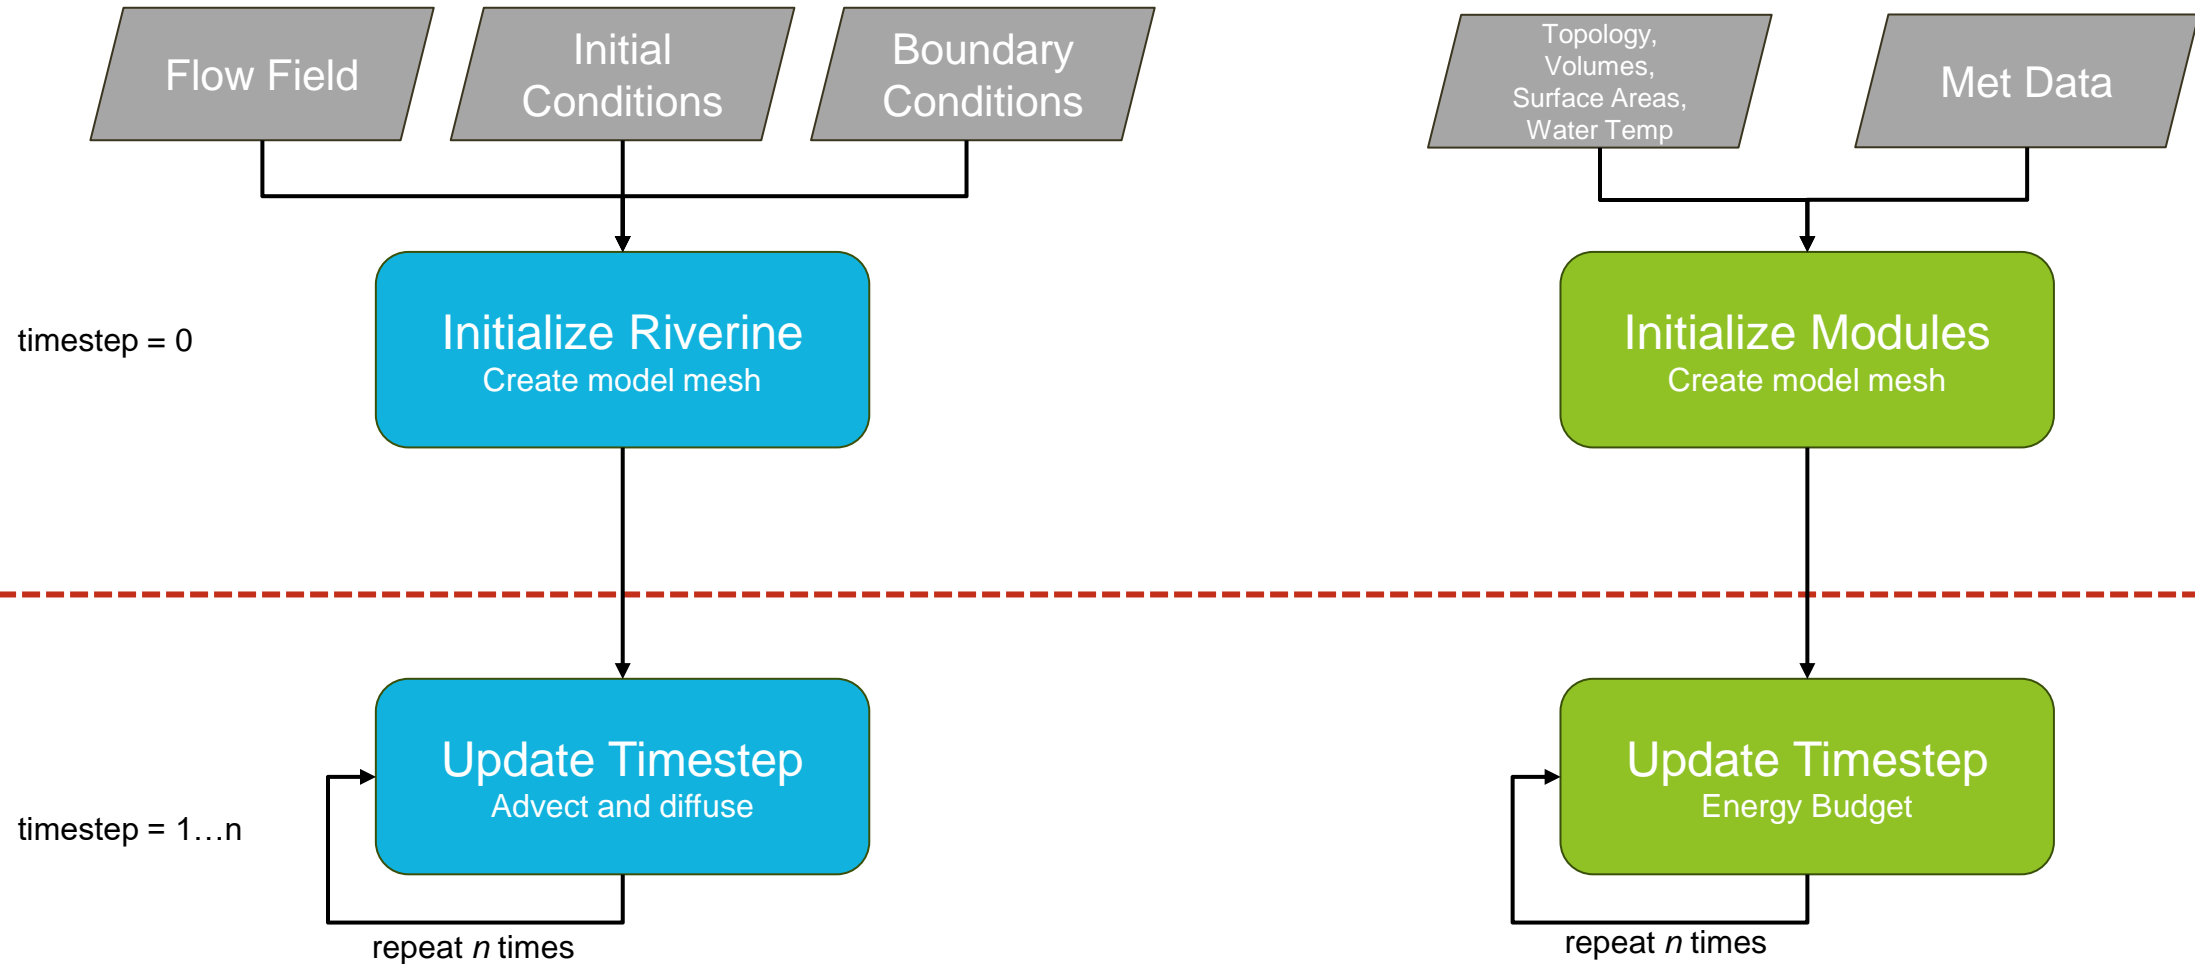 Flow Field
Initial
Conditions
Boundary
Conditions
Topology,
Volumes,
Surface Areas,
Water Temp
Met Data
timestep = 0
Initialize Riverine
Create model mesh
Initialize Modules
Create model mesh
timestep = 1…n
Update Timestep
Advect and diffuse
repeat n times
Update Timestep
Energy Budget
repeat n times